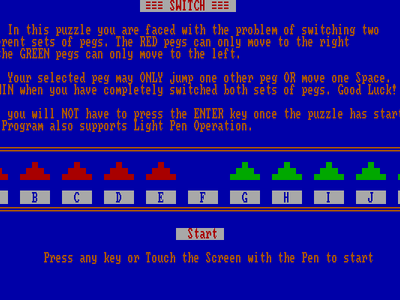 ≡≡≡ SWITCH ≡≡≡
In this puzzle you are faced with the problem of switching two
erent sets of pegs. The RED pegs can only move to the right
the GREEN pegs can only move to the left.
Your selected peg may ONLY jump one other peg OR move one Space.
WIN when you have completely switched both sets of pegs. Good Luck!
you will NOT have to press the ENTER key once the puzzle has start
Program also supports Light Pen Operation.
B C D E F G H I J
Start
Press any key or Touch the Screen with the Pen to start